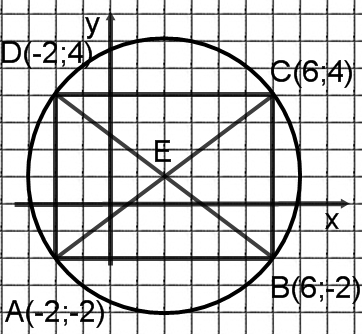 y
D(-2;4)
C(6;4)
E
x
B(6;-2)
A(-2;-2)